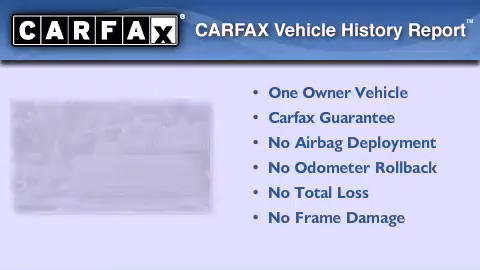 CARFAX® CARFAX Vehicle History Report™
• One Owner Vehicle
• Carfax Guarantee
• No Airbag Deployment
• No Odometer Rollback
• No Total Loss
• No Frame Damage